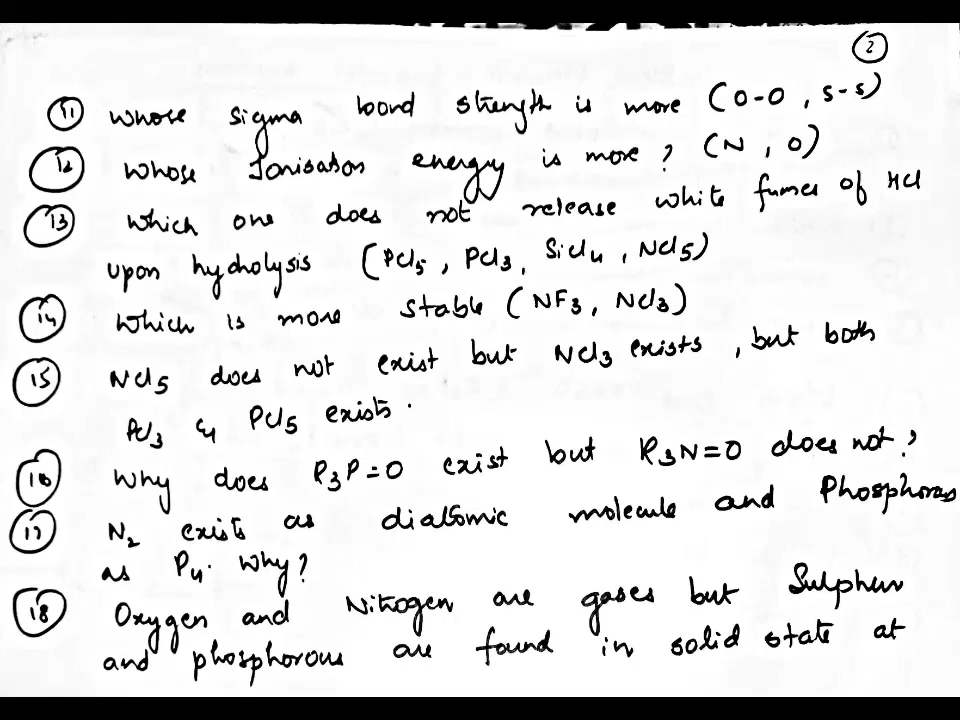 2
11 Whose sigma bond strength is more (O-O, S-S)
12 Whose Ionisation energy is more? (N, O)
13 Which one does not release white fumes of HCl
upon hydrolysis (PCl5, PCl3, SiCl4, NCl5)
14 Which is more stable (NF3, NCl3)
15 NCl5 does not exist but NCl3 exists, but both
PCl3 & PCl5 exists.
16 Why does R3P=O exist but R3N=O does not?
17 N2 exists as diatomic molecule and Phosphorous
as P4. Why?
18 Oxygen and Nitrogen are gases but Sulphur
and phosphorous are found in solid state at